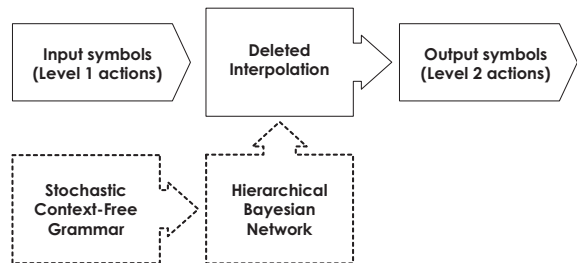 Input symbols
(Level 1 actions)
Deleted
Interpolation
Output symbols
(Level 2 actions)
Stochastic
Context-Free
Grammar
Hierarchical
Bayesian
Network